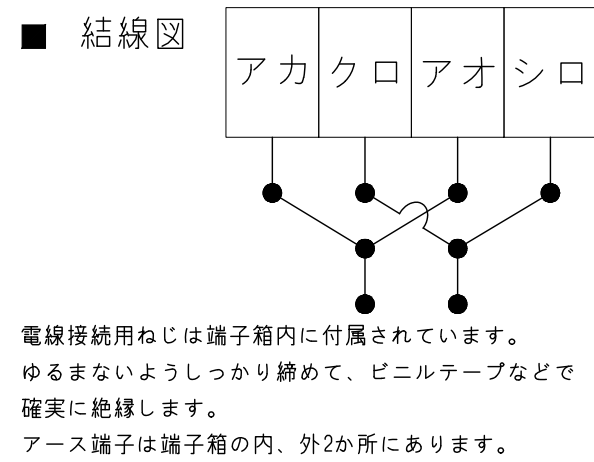 ■ 結線図
アカ クロ アオ シロ
電線接続用ねじは端子箱内に付属されています。
ゆるまないようしっかり締めて、ビニルテープなどで
確実に絶縁します。
アース端子は端子箱の内、外2か所にあります。